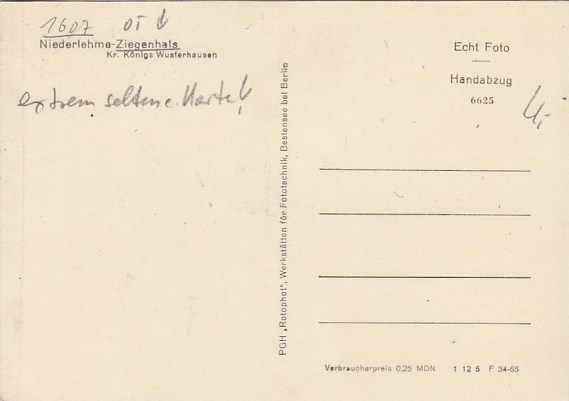 1607
Niederlehme-Ziegenhals
Kr. Königs Wusterhausen
extrem seltene Karte!
PGH „Rotophot", Werkstätten für Fototechnik, Bestensee bei Berlin
Echt Foto
Handabzug
6625
Verbraucherpreis 0,25 MDN 1 12 5 F 34-65